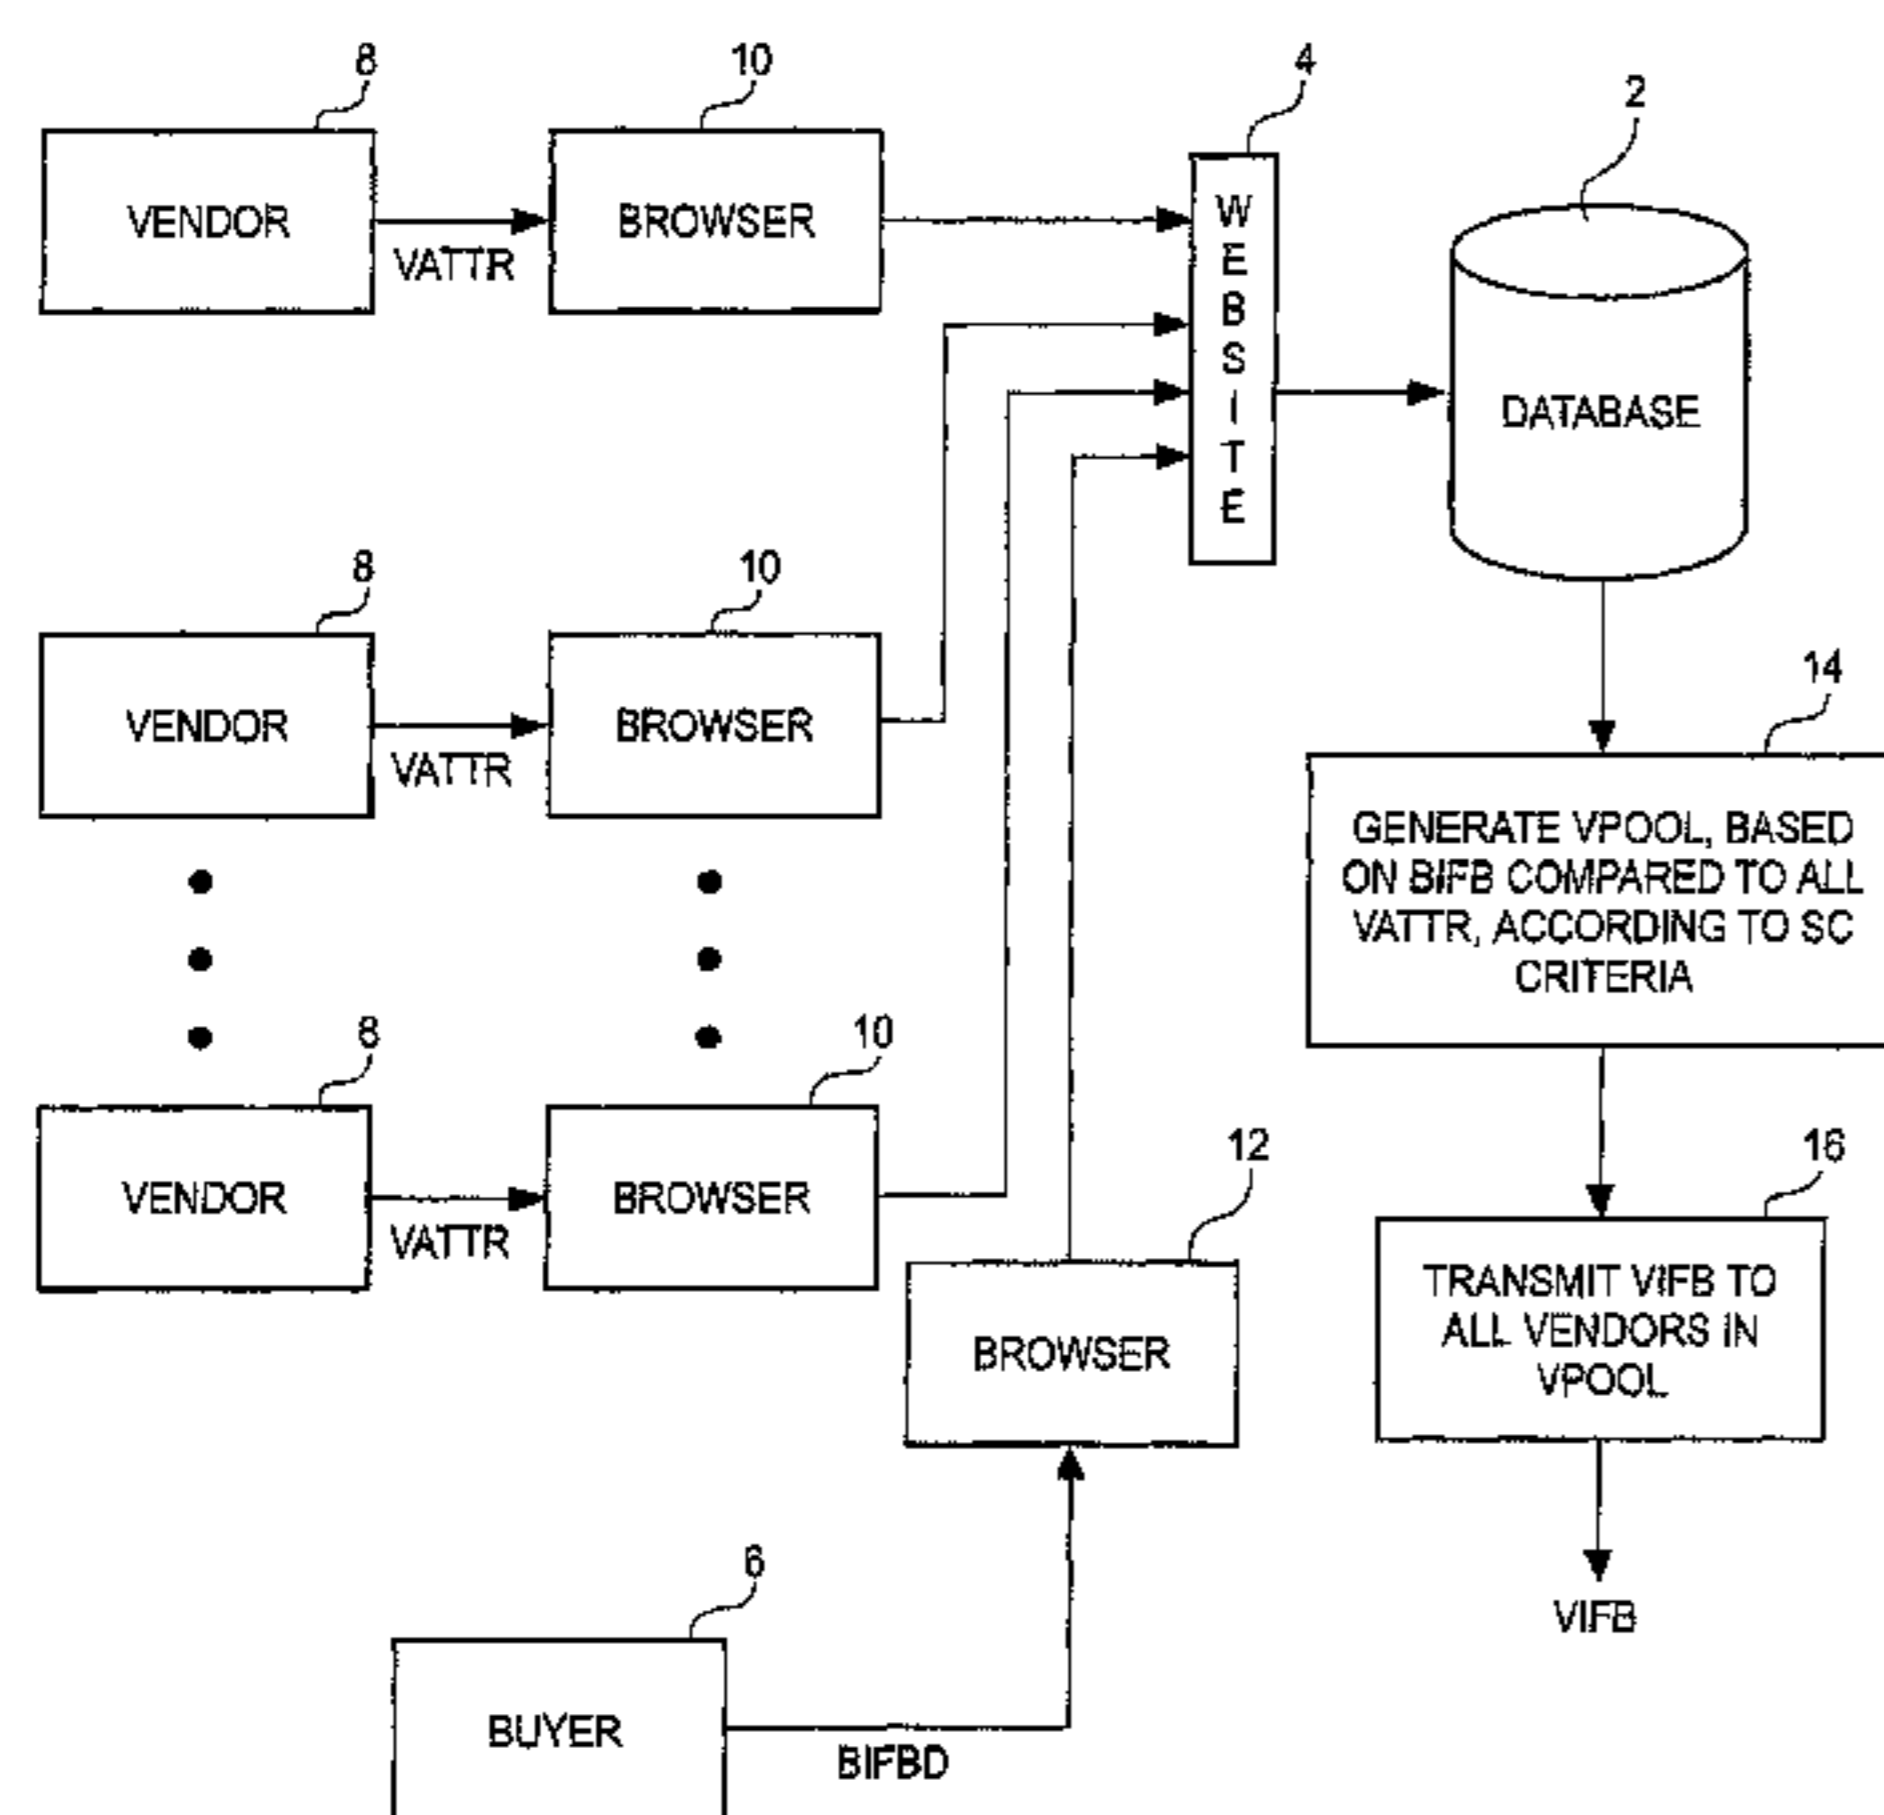 8
10
4
2
VENDOR
VATTR
BROWSER
W
E
B
S
I
T
E
DATABASE
8
10
VENDOR
VATTR
BROWSER
14
GENERATE VPOOL, BASED
ON BIFB COMPARED TO ALL
VATTR, ACCORDING TO SC
CRITERIA
8
10
VENDOR
VATTR
BROWSER
12
BROWSER
16
TRANSMIT VIFB TO
ALL VENDORS IN
VPOOL
VIFB
6
BUYER
BIFBD